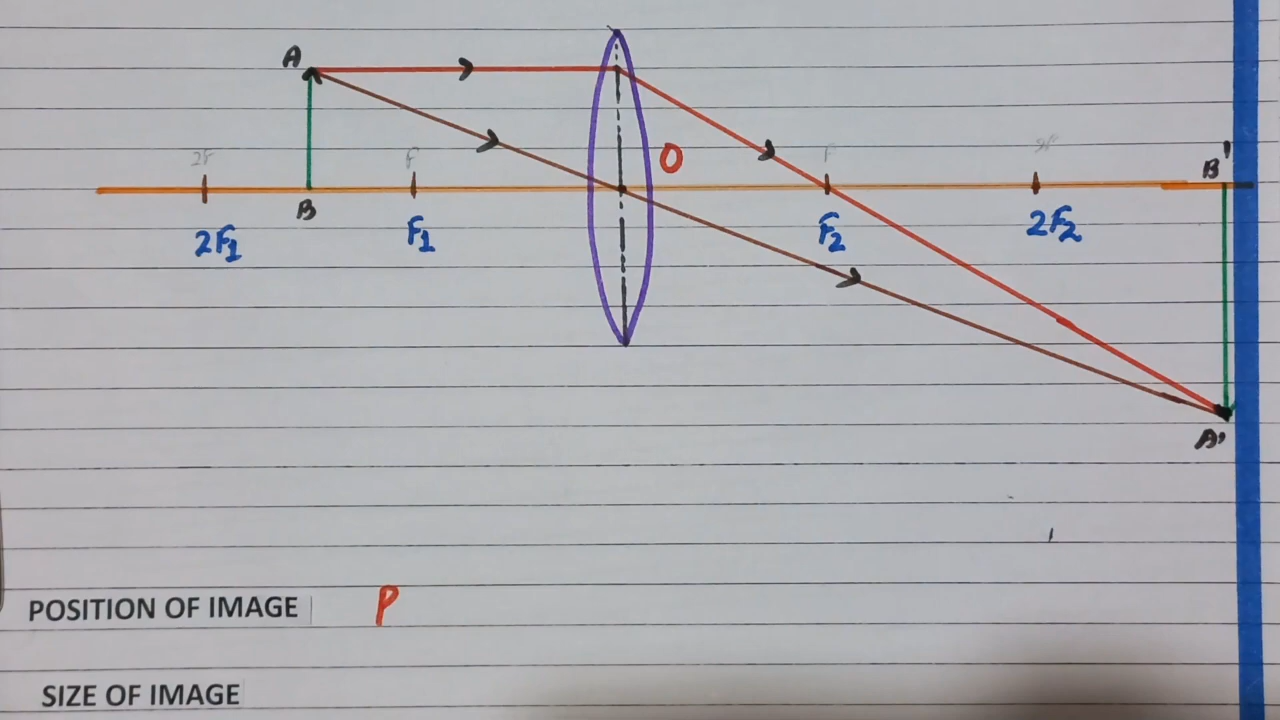 A
2F F F 2F
O
B'
B
2F₁ F₁ F₂ 2F₂
A'
POSITION OF IMAGE P
SIZE OF IMAGE